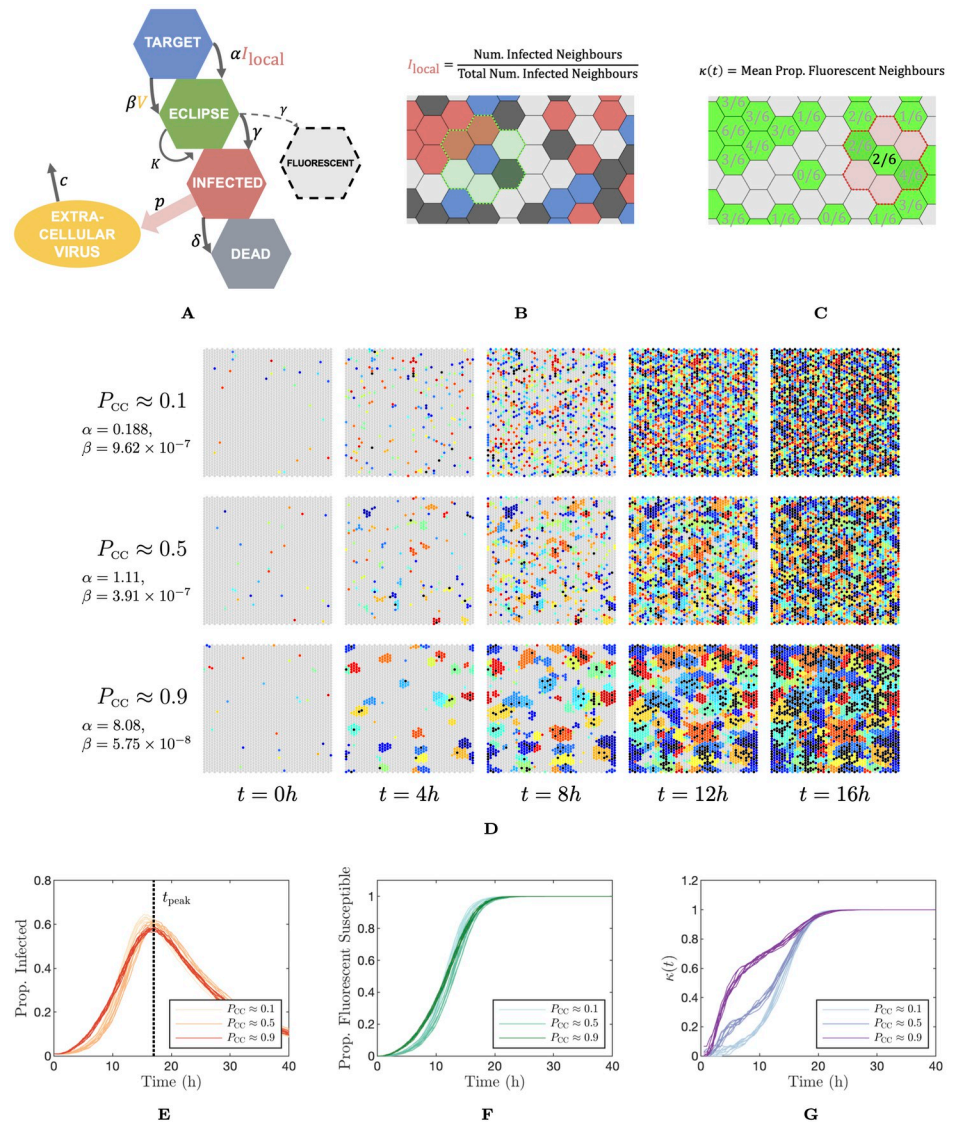 TARGET
αI_local
βV
ECLIPSE
γ
γ
κ
FLUORESCENT
INFECTED
c
p
EXTRA-
CELLULAR
VIRUS
δ
DEAD
A
I_local = Num. Infected Neighbours / Total Num. Infected Neighbours
B
κ(t) = Mean Prop. Fluorescent Neighbours
3/6
3/6
2/6
1/6
6/6
3/6
4/6
2/6
3/6
0/6
3/6
1/6
0/6
1/6
3/6
C
P_CC ≈ 0.1
α = 0.188,
β = 9.62 × 10⁻⁷
P_CC ≈ 0.5
α = 1.11,
β = 3.91 × 10⁻⁷
P_CC ≈ 0.9
α = 8.08,
β = 5.75 × 10⁻⁸
t = 0h
t = 4h
t = 8h
t = 12h
t = 16h
D
Prop. Infected
0.8
0.6
0.4
0.2
0
t_peak
P_CC ≈ 0.1
P_CC ≈ 0.5
P_CC ≈ 0.9
0 10 20 30 40
Time (h)
E
Prop. Fluorescent Susceptible
1
0.8
0.6
0.4
0.2
0
P_CC ≈ 0.1
P_CC ≈ 0.5
P_CC ≈ 0.9
0 10 20 30 40
Time (h)
F
κ(t)
1.2
1
0.8
0.6
0.4
0.2
0
P_CC ≈ 0.1
P_CC ≈ 0.5
P_CC ≈ 0.9
0 10 20 30 40
Time (h)
G